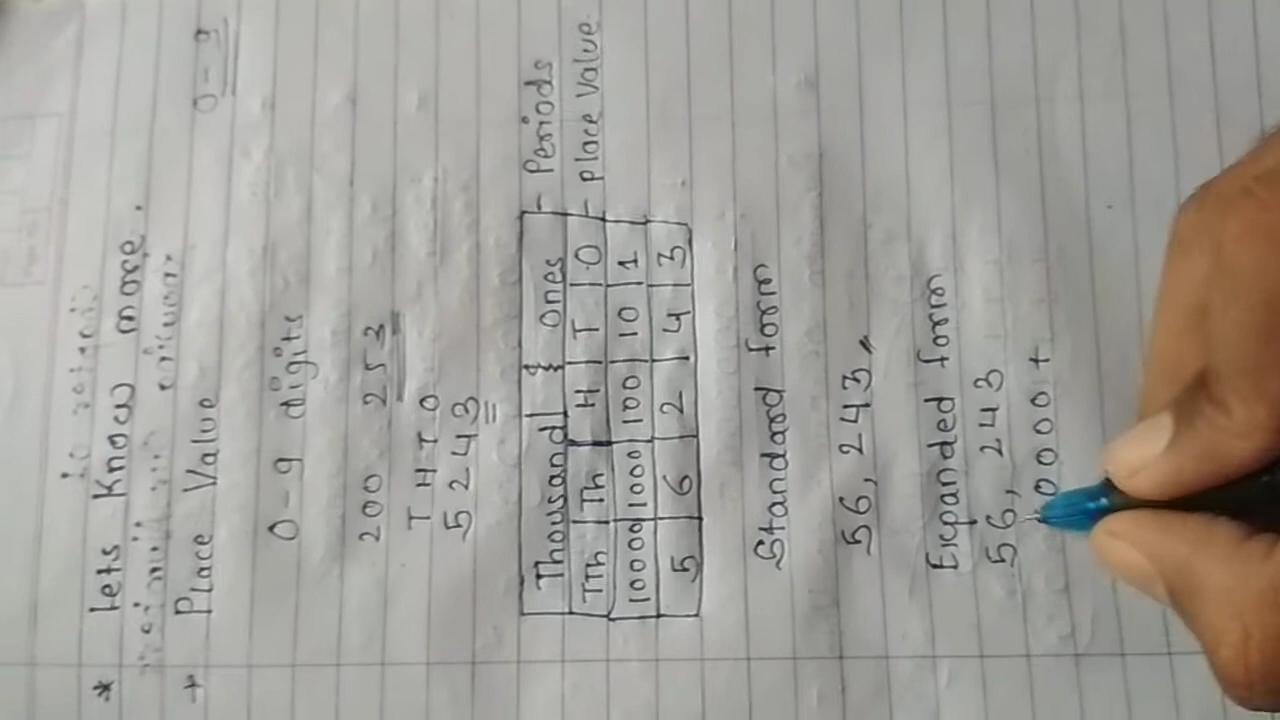 * Lets Know more.
+ Place Value 0-9
0-9 digits
200 253
T H T O
5 2 4 3
Thousand } Ones - Periods
TTh Th H T O - place value
10000 1000 100 10 1
5 6 2 4 3
Standard form
56, 243
Expanded form
56, 243
0000 +